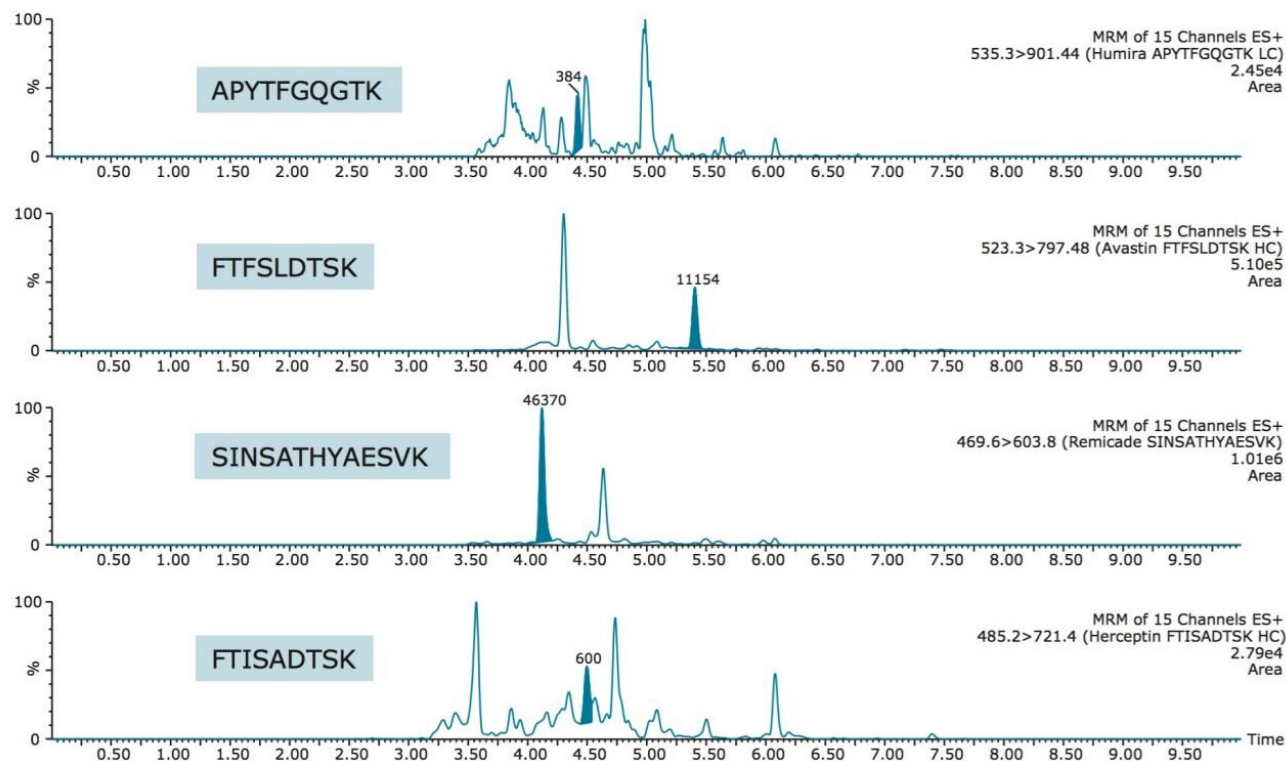 100
%
0
APYTFGQGTK
384
MRM of 15 Channels ES+
535.3>901.44 (Humira APYTFGQGTK LC)
2.45e4
Area
0.50 1.00 1.50 2.00 2.50 3.00 3.50 4.00 4.50 5.00 5.50 6.00 6.50 7.00 7.50 8.00 8.50 9.00 9.50
100
%
0
FTFSLDTSK
11154
MRM of 15 Channels ES+
523.3>797.48 (Avastin FTFSLDTSK HC)
5.10e5
Area
0.50 1.00 1.50 2.00 2.50 3.00 3.50 4.00 4.50 5.00 5.50 6.00 6.50 7.00 7.50 8.00 8.50 9.00 9.50
100
%
0
SINSATHYAESVK
46370
MRM of 15 Channels ES+
469.6>603.8 (Remicade SINSATHYAESVK)
1.01e6
Area
0.50 1.00 1.50 2.00 2.50 3.00 3.50 4.00 4.50 5.00 5.50 6.00 6.50 7.00 7.50 8.00 8.50 9.00 9.50
100
%
0
FTISADTSK
600
MRM of 15 Channels ES+
485.2>721.4 (Herceptin FTISADTSK HC)
2.79e4
Area
Time
0.50 1.00 1.50 2.00 2.50 3.00 3.50 4.00 4.50 5.00 5.50 6.00 6.50 7.00 7.50 8.00 8.50 9.00 9.50